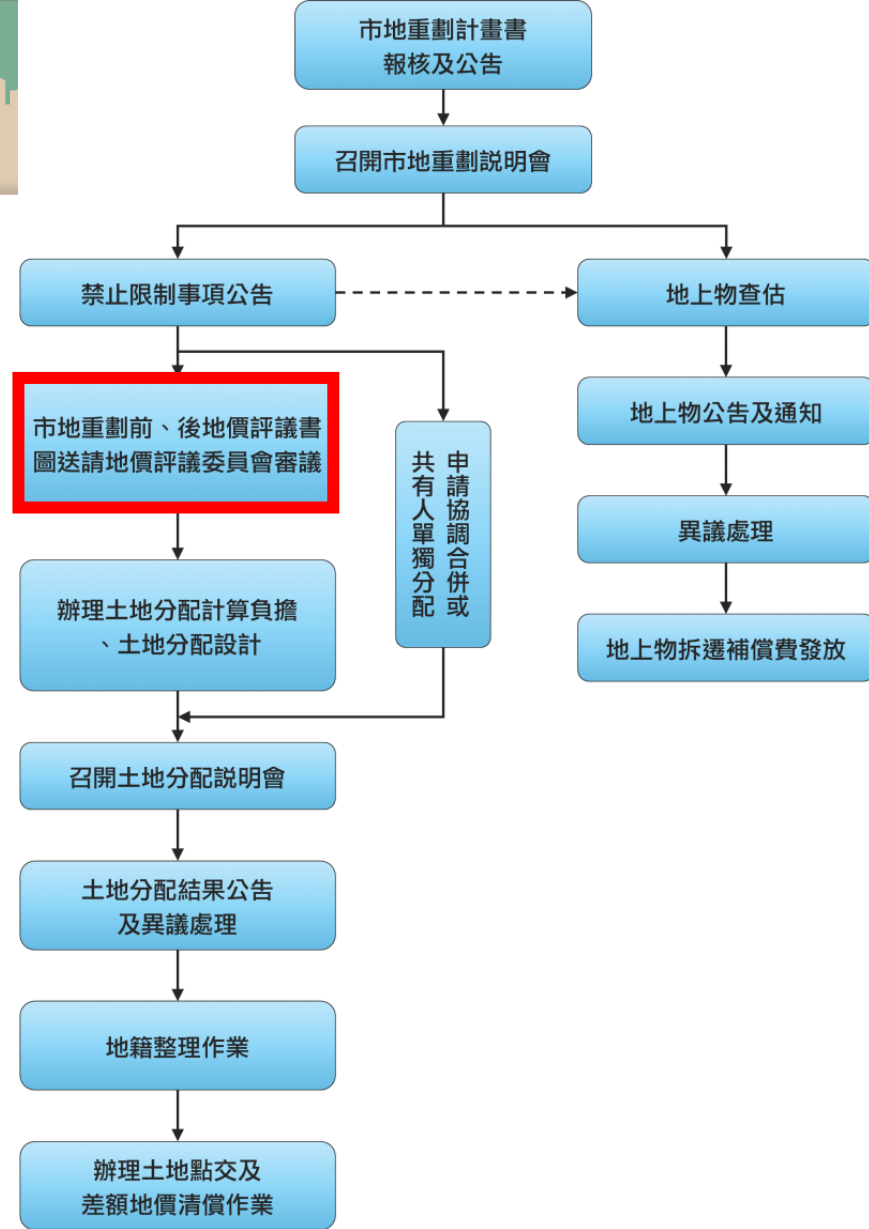 市地重劃計畫書
報核及公告
召開市地重劃説明會
禁止限制事項公告
地上物查估
市地重劃前、後地價評議書
圖送請地價評議委員會審議
申請協調合併或
共有人單獨分配
地上物公告及通知
異議處理
辦理土地分配計算負擔
、土地分配設計
地上物拆遷補償費發放
召開土地分配説明會
土地分配結果公告
及異議處理
地籍整理作業
辦理土地點交及
差額地價清償作業